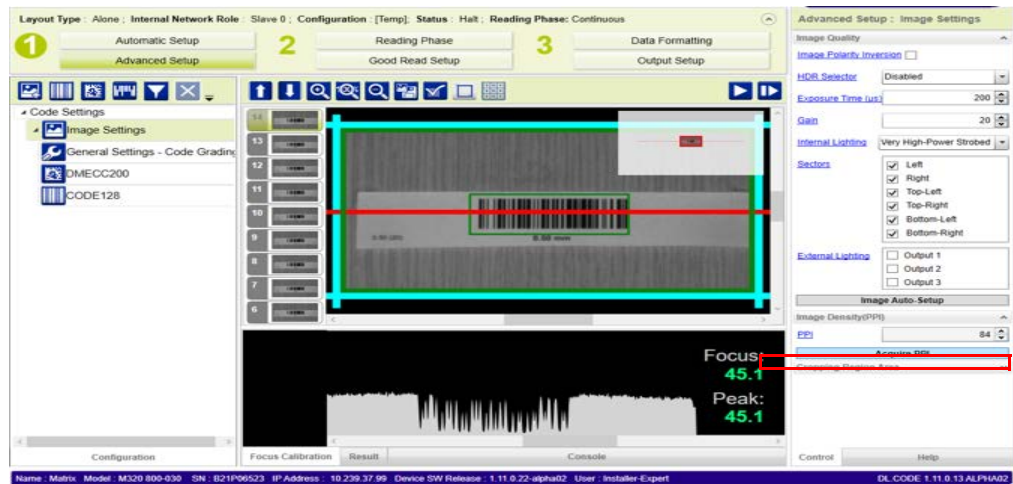 Layout Type : Alone ; Internal Network Role : Slave 0 ; Configuration : [Temp]; Status : Halt ; Reading Phase: Continuous
1
Automatic Setup
Advanced Setup
2
Reading Phase
Good Read Setup
3
Data Formatting
Output Setup
Code Settings
Image Settings
General Settings - Code Grading
DMECC200
CODE128
Configuration
14
13
12
11
10
9
8
7
6
0.50 mm
Focus:
45.1
Peak:
45.1
Focus Calibration
Result
Console
Advanced Setup : Image Settings
Image Quality
Image Polarity Inversion
HDR Selector Disabled
Exposure Time (us) 200
Gain 20
Internal Lighting Very High-Power Strobed
Sectors
Left
Right
Top-Left
Top-Right
Bottom-Left
Bottom-Right
External Lighting
Output 1
Output 2
Output 3
Image Auto-Setup
Image Density(PPI)
PPI 84
Acquire PPI
Cropping Region Area
Control
Help
Name : Matrix Model : M320 800-030 SN : B21P06523 IP Address : 10.239.37.99 Device SW Release : 1.11.0.22-alpha02 User : Installer-Expert
DL.CODE 1.11.0.13 ALPHA02